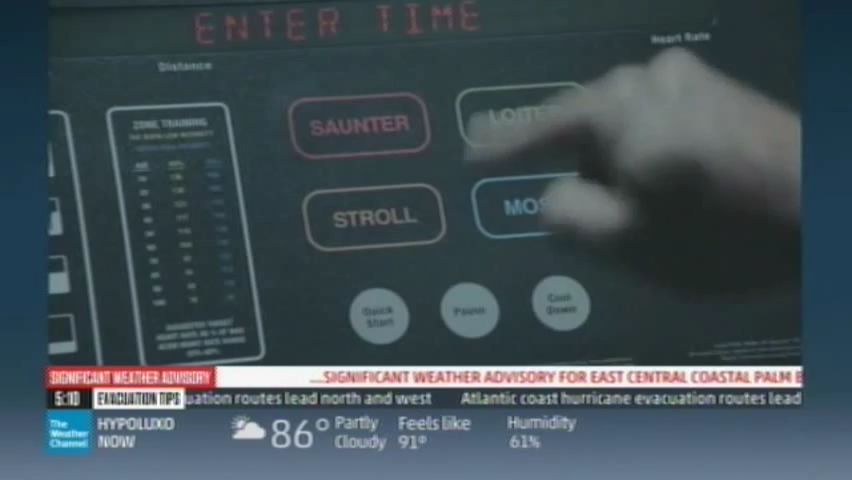 ENTER TIME
Heart Rate
Distance
ZONE TRAINING
SAUNTER
LOITER
STROLL
MOS
Quick
Start
Pause
Cool
Down
SIGNIFICANT WEATHER ADVISORY
...SIGNIFICANT WEATHER ADVISORY FOR EAST CENTRAL COASTAL PALM B
5:10
EVACUATION TIPS
uation routes lead north and west
Atlantic coast hurricane evacuation routes lead
The
Weather
Channel
HYPOLUXO
NOW
86°
Partly
Cloudy
Feels like
91°
Humidity
61%